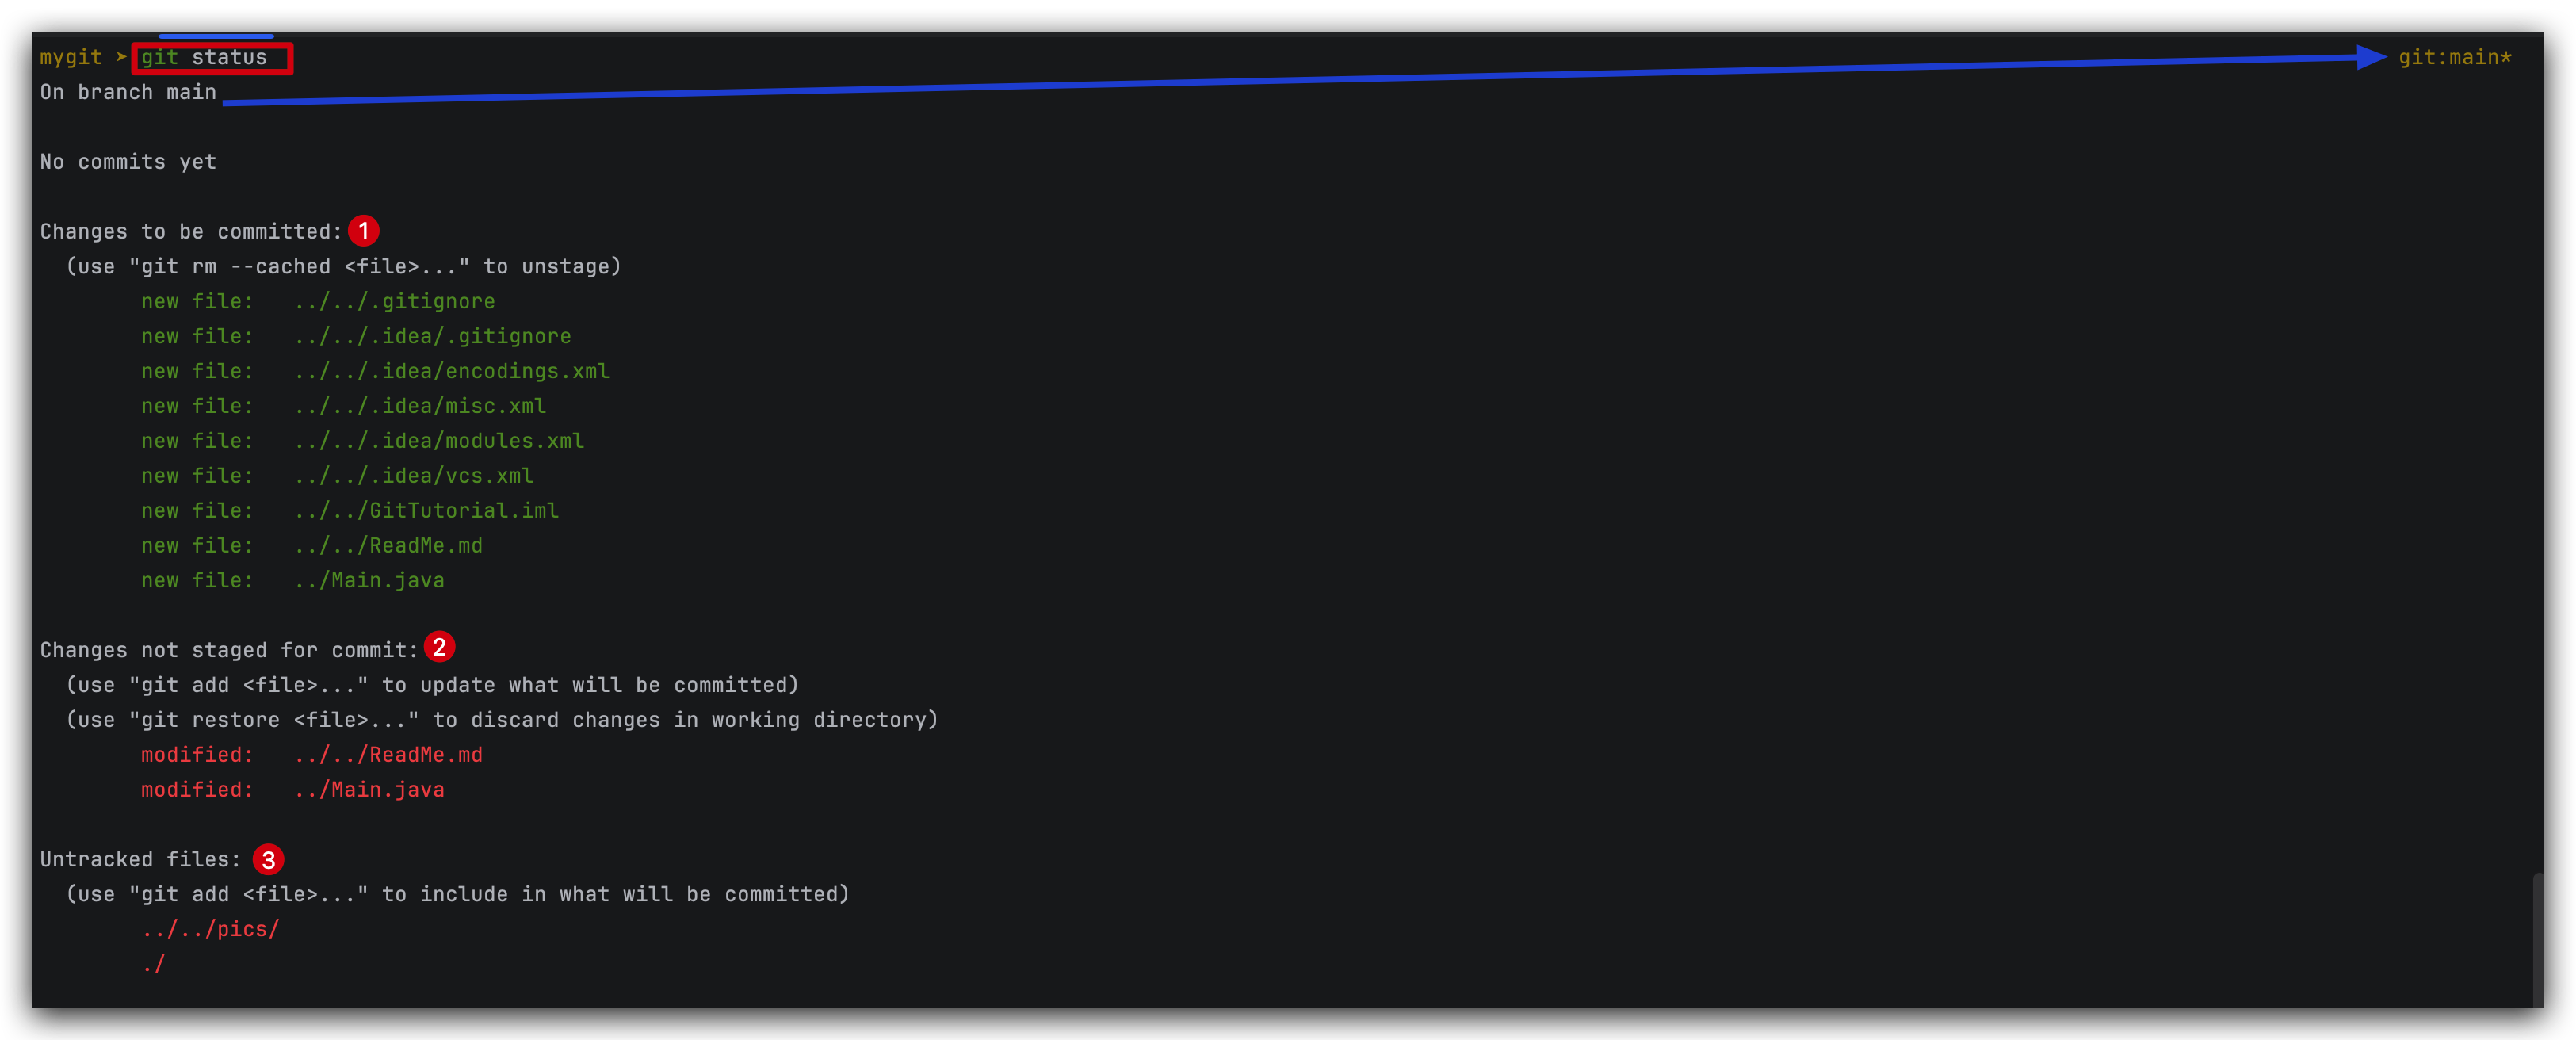 mygit ➤ git status git:main*
On branch main
No commits yet
Changes to be committed: 1
(use "git rm --cached <file>..." to unstage)
new file:   ../../.gitignore
new file:   ../../.idea/.gitignore
new file:   ../../.idea/encodings.xml
new file:   ../../.idea/misc.xml
new file:   ../../.idea/modules.xml
new file:   ../../.idea/vcs.xml
new file:   ../../GitTutorial.iml
new file:   ../../ReadMe.md
new file:   ../Main.java
Changes not staged for commit: 2
(use "git add <file>..." to update what will be committed)
(use "git restore <file>..." to discard changes in working directory)
modified:   ../../ReadMe.md
modified:   ../Main.java
Untracked files: 3
(use "git add <file>..." to include in what will be committed)
../../pics/
./